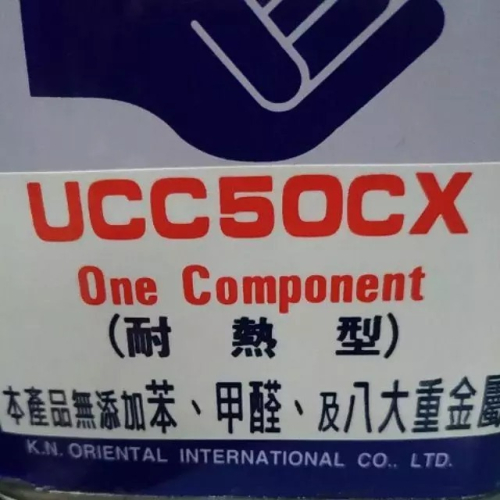 UCC50CX
One Component
(耐熱型)
本產品無添加苯、甲醛、及八大重金屬
K.N. ORIENTAL INTERNATIONAL CO., LTD.